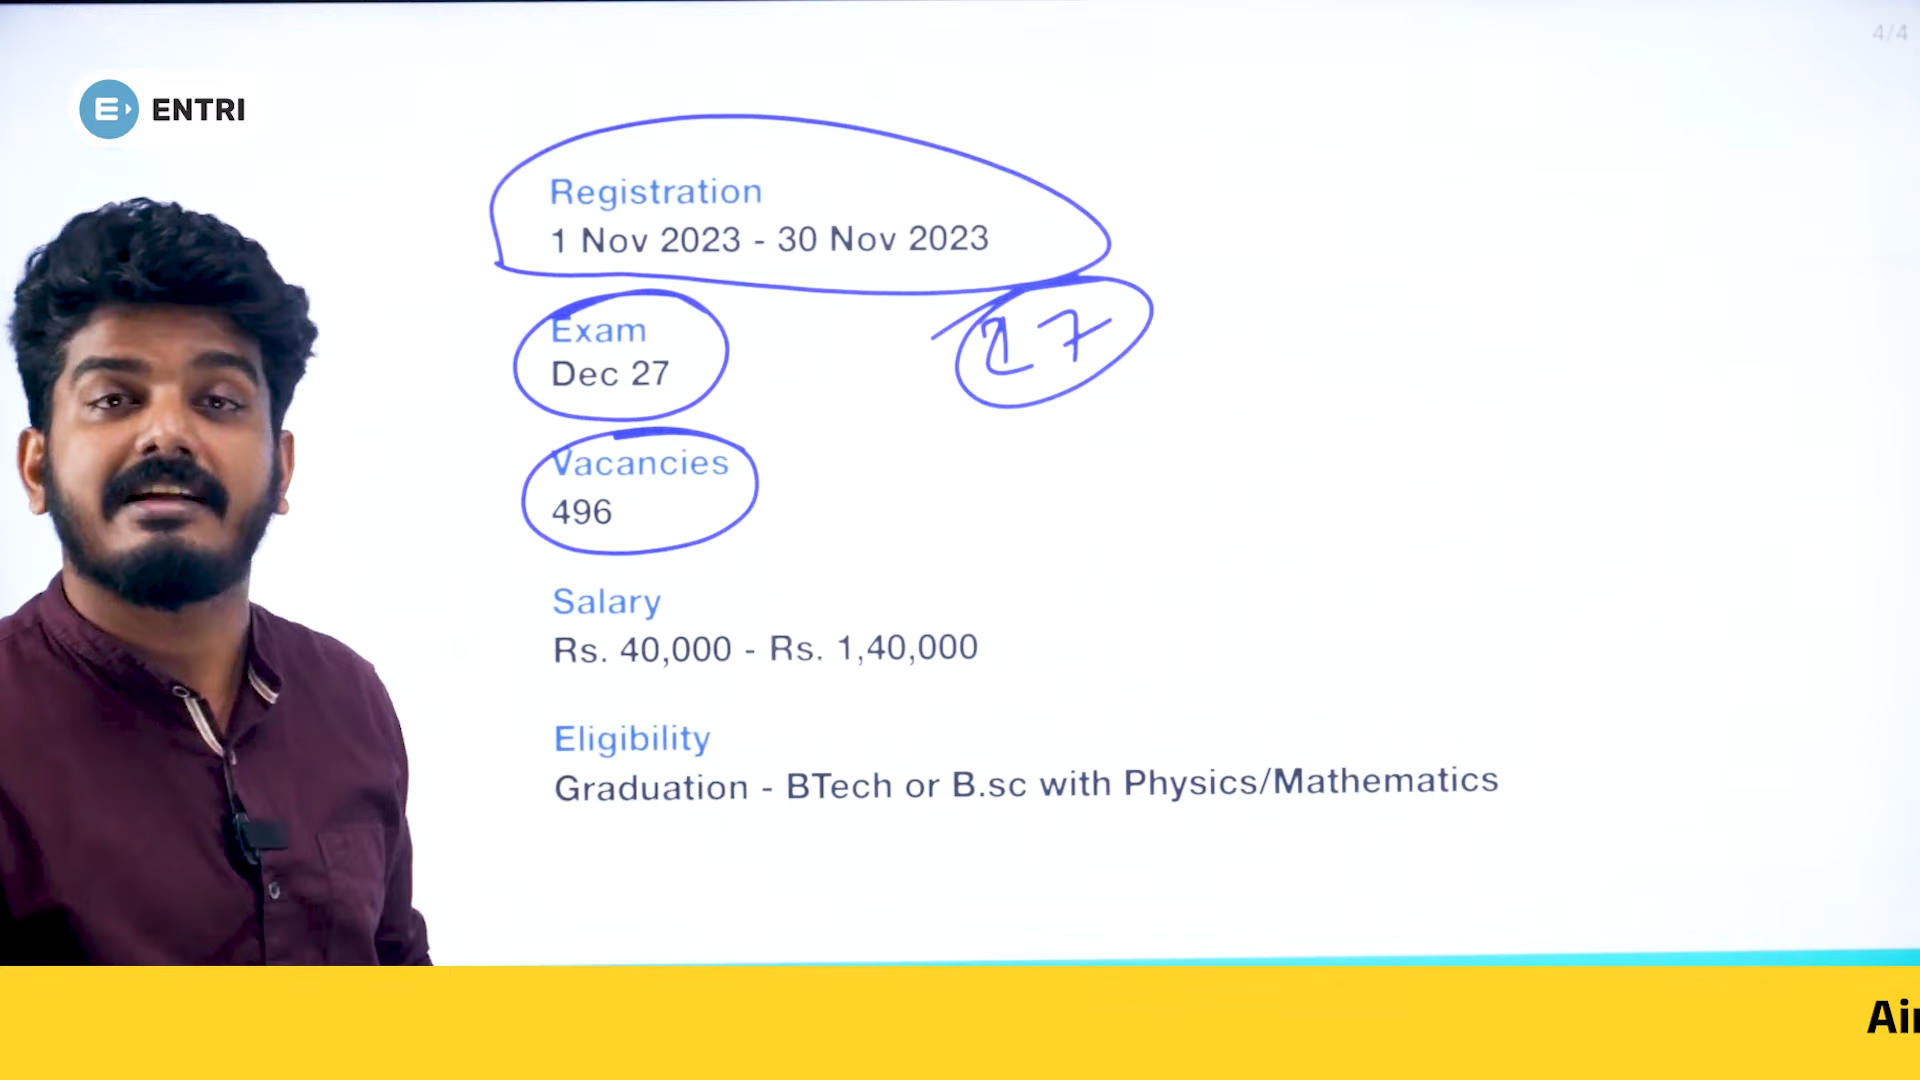 4/4
ENTRI
Registration
1 Nov 2023 - 30 Nov 2023
27
Exam
Dec 27
Vacancies
496
Salary
Rs. 40,000 - Rs. 1,40,000
Eligibility
Graduation - BTech or B.sc with Physics/Mathematics